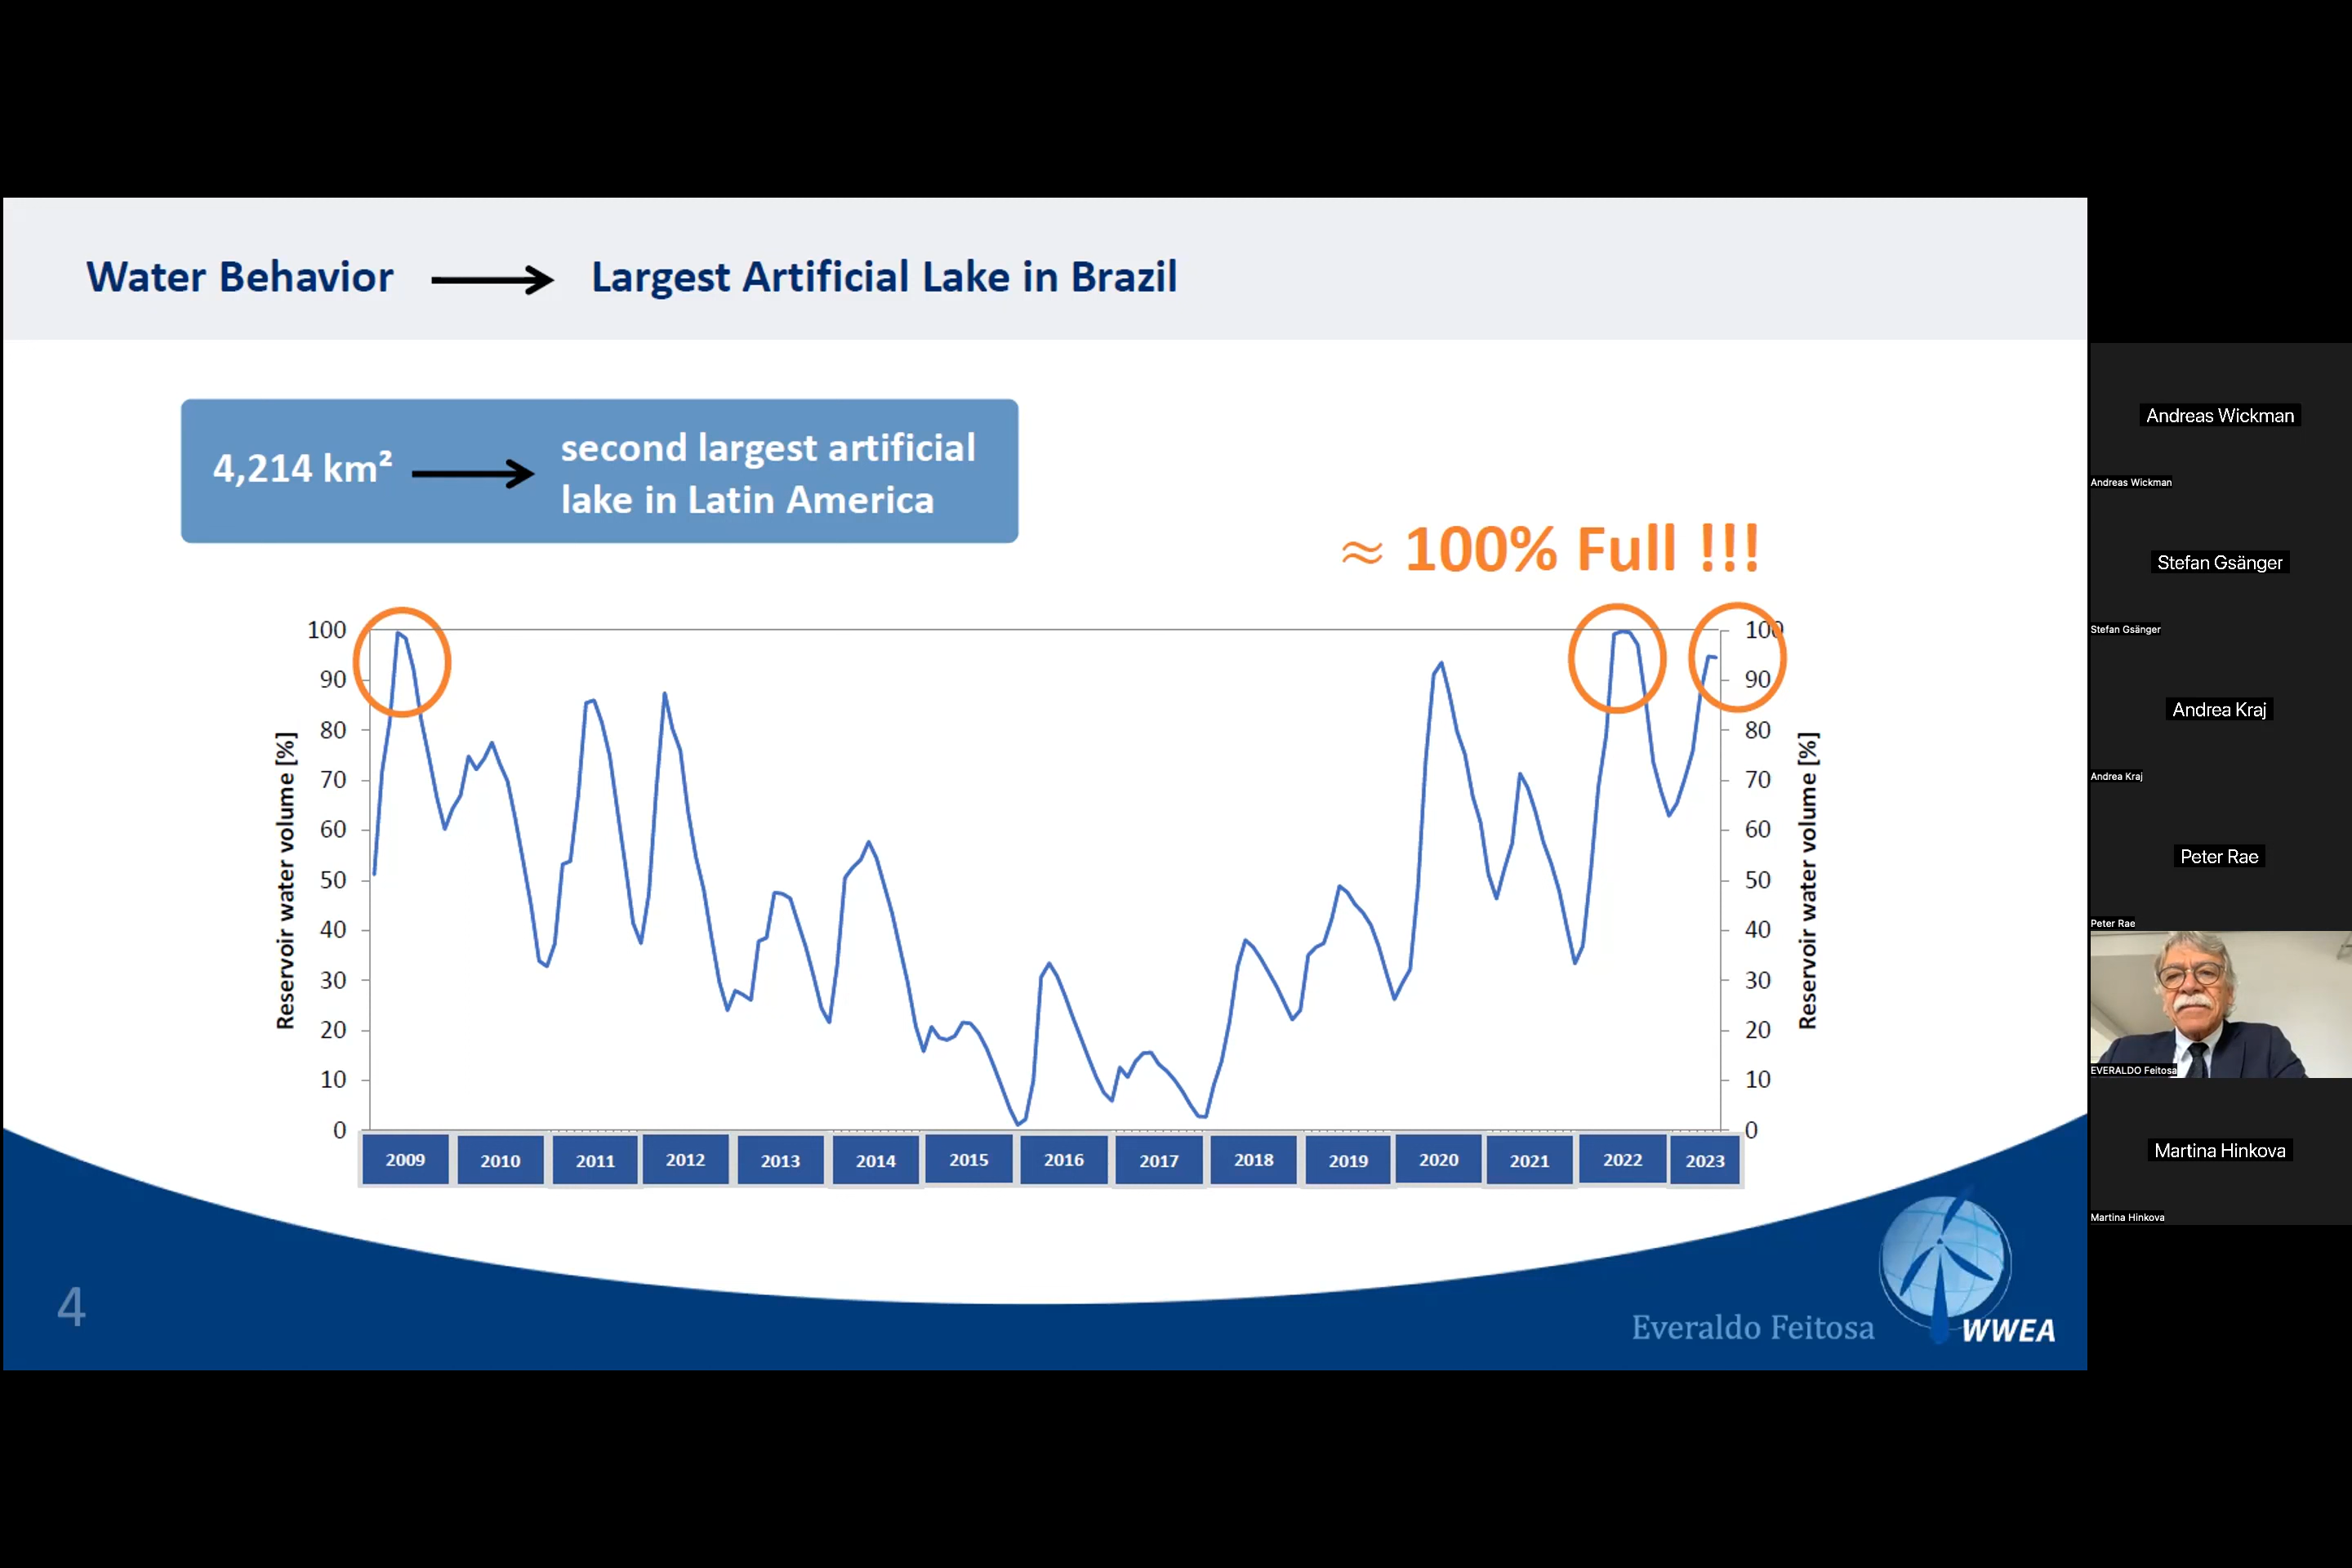 Water Behavior
Largest Artificial Lake in Brazil
4,214 km²
second largest artificial
lake in Latin America
≈ 100% Full !!!
Reservoir water volume [%]
100
90
80
70
60
50
40
30
20
10
0
100
90
80
70
60
50
40
30
20
10
0
Reservoir water volume [%]
2009 2010 2011 2012 2013 2014 2015 2016 2017 2018 2019 2020 2021 2022 2023
4
Everaldo Feitosa
WWEA
Andreas Wickman
Andreas Wickman
Stefan Gsänger
Stefan Gsänger
Andrea Kraj
Andrea Kraj
Peter Rae
Peter Rae
EVERALDO Feitosa
Martina Hinkova
Martina Hinkova